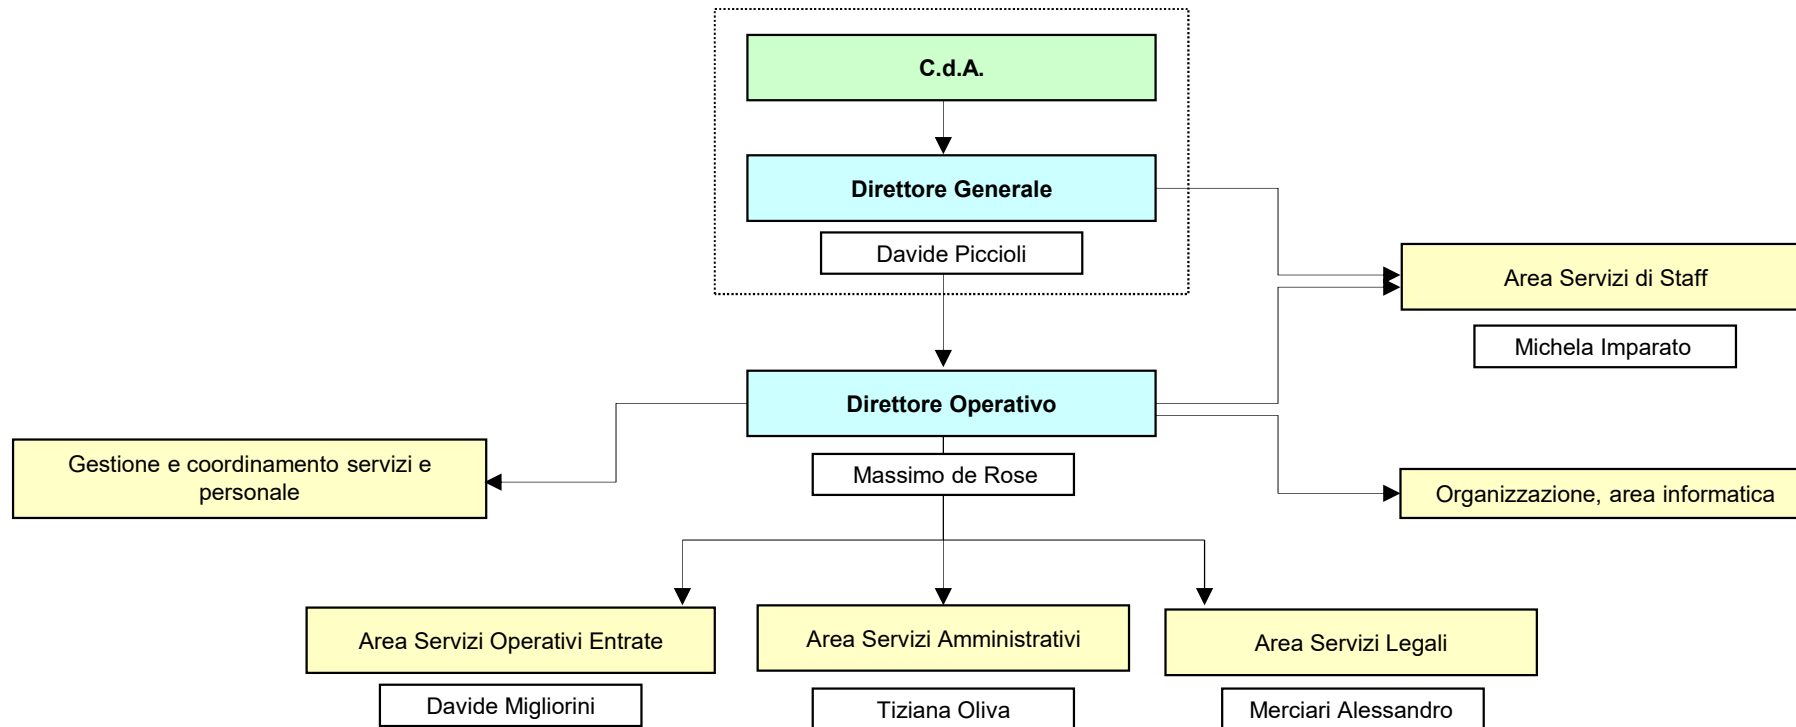 C.d.A.
Direttore Generale
Davide Piccioli
Area Servizi di Staff
Michela Imparato
Direttore Operativo
Massimo de Rose
Gestione e coordinamento servizi e
personale
Organizzazione, area informatica
Area Servizi Operativi Entrate
Davide Migliorini
Area Servizi Amministrativi
Tiziana Oliva
Area Servizi Legali
Merciari Alessandro